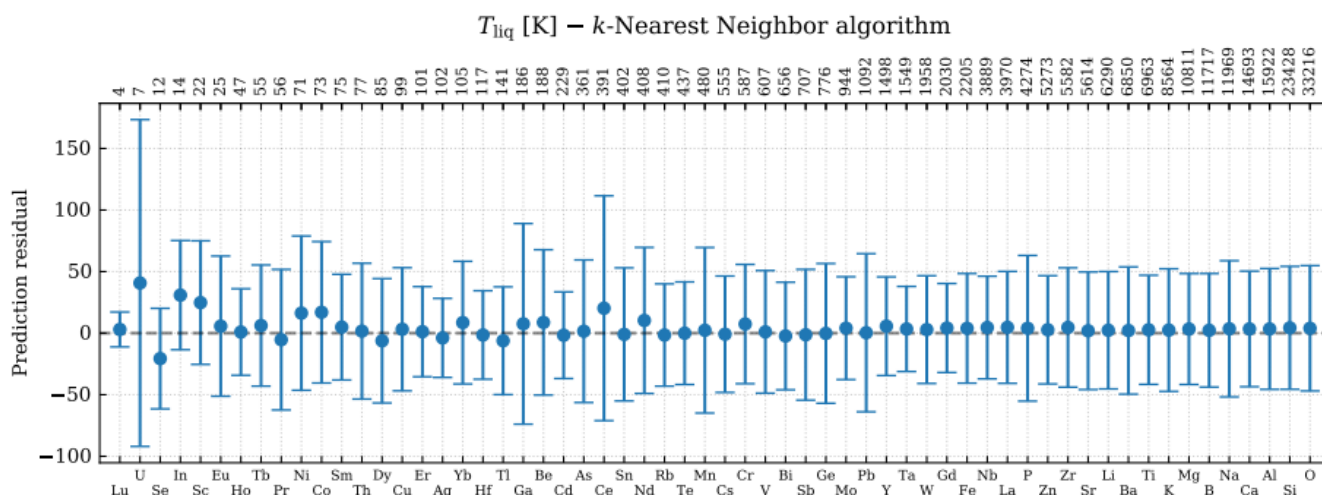 T_liq [K] − k-Nearest Neighbor algorithm
4 7 12 14 22 25 47 55 56 71 73 75 77 85 99 101 102 105 117 141 186 188 229 361 391 402 408 410 437 480 555 587 607 656 707 776 944 1092 1498 1549 1958 2030 2205 3889 3970 4274 5273 5582 5614 6290 6850 6963 8564 10811 11717 11969 14693 15922 23428 33216
Prediction residual
150
100
50
0
−50
−100
U In Eu Tb Ni Sm Dy Er Yb Tl Be As Sn Rb Mn Cr Bi Ge Pb Ta Gd Nb P Zr Li Ti Mg Na Al O
Lu Se Sc Ho Pr Co Th Cu Ag Hf Ga Cd Ce Nd Te Cs V Sb Mo Y W Fe La Zn Sr Ba K B Ca Si